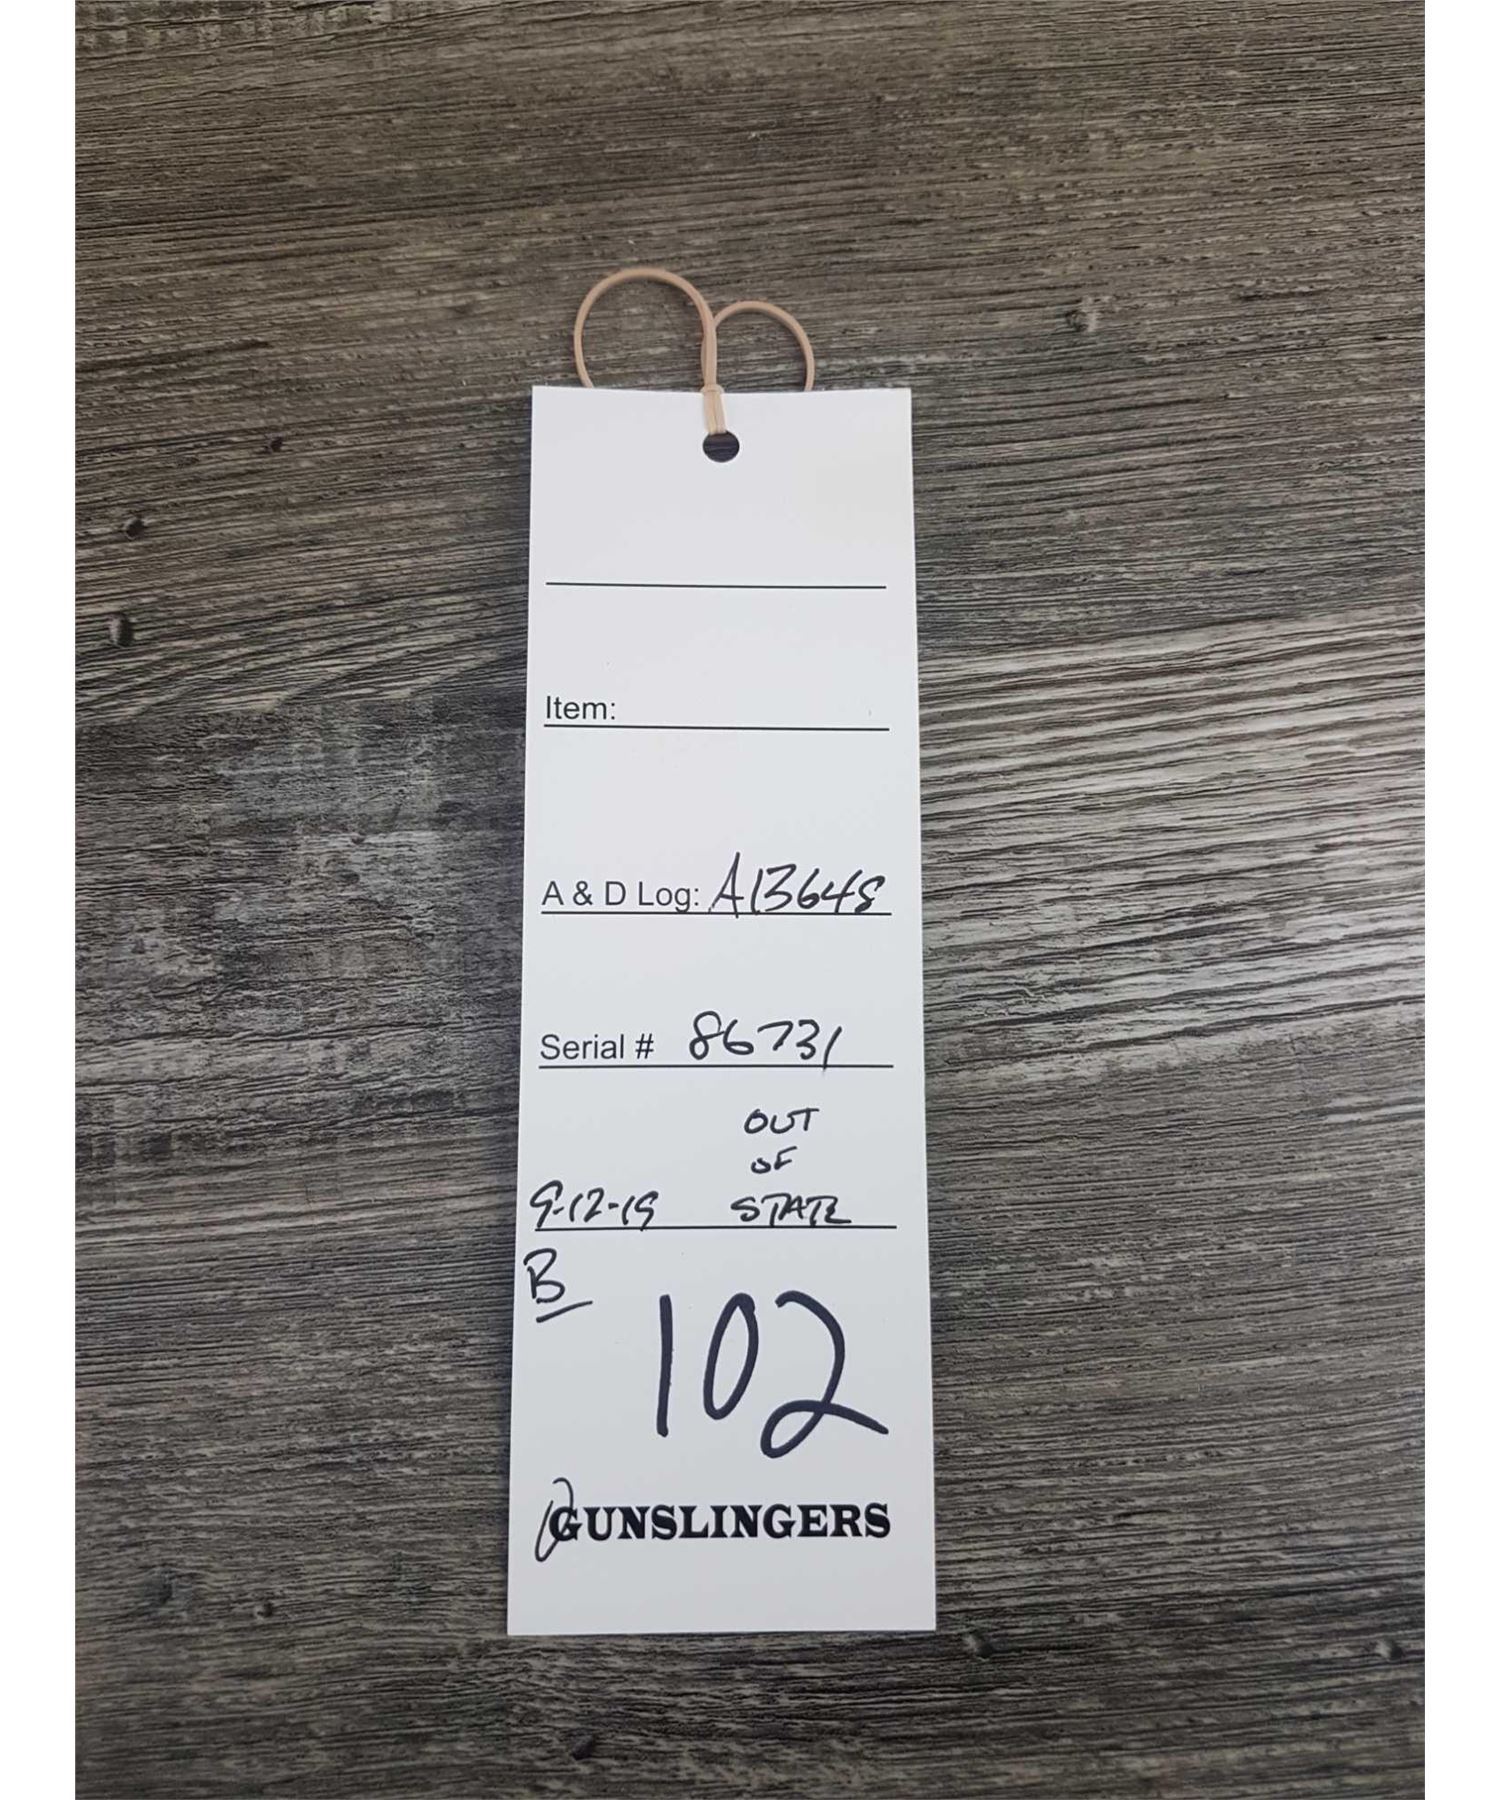 Item:
A & D Log: A13648
Serial # 86731
OUT
OF
9-12-19 STATE
B
102
GUNSLINGERS